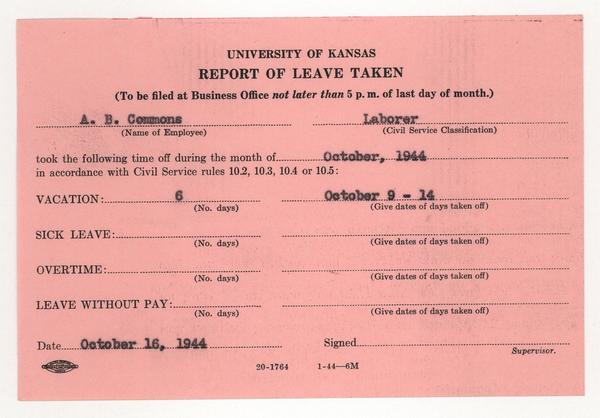 UNIVERSITY OF KANSAS
REPORT OF LEAVE TAKEN
(To be filed at Business Office not later than 5 p. m. of last day of month.)
A. B. Commons Laborer
(Name of Employee) (Civil Service Classification)
took the following time off during the month of October, 1944
in accordance with Civil Service rules 10.2, 10.3, 10.4 or 10.5:
VACATION: 6 October 9 - 14
(No. days) (Give dates of days taken off)
SICK LEAVE:
(No. days) (Give dates of days taken off)
OVERTIME:
(No. days) (Give dates of days taken off)
LEAVE WITHOUT PAY:
(No. days) (Give dates of days taken off)
Date October 16, 1944 Signed
Supervisor.
20-1764 1-44—6M